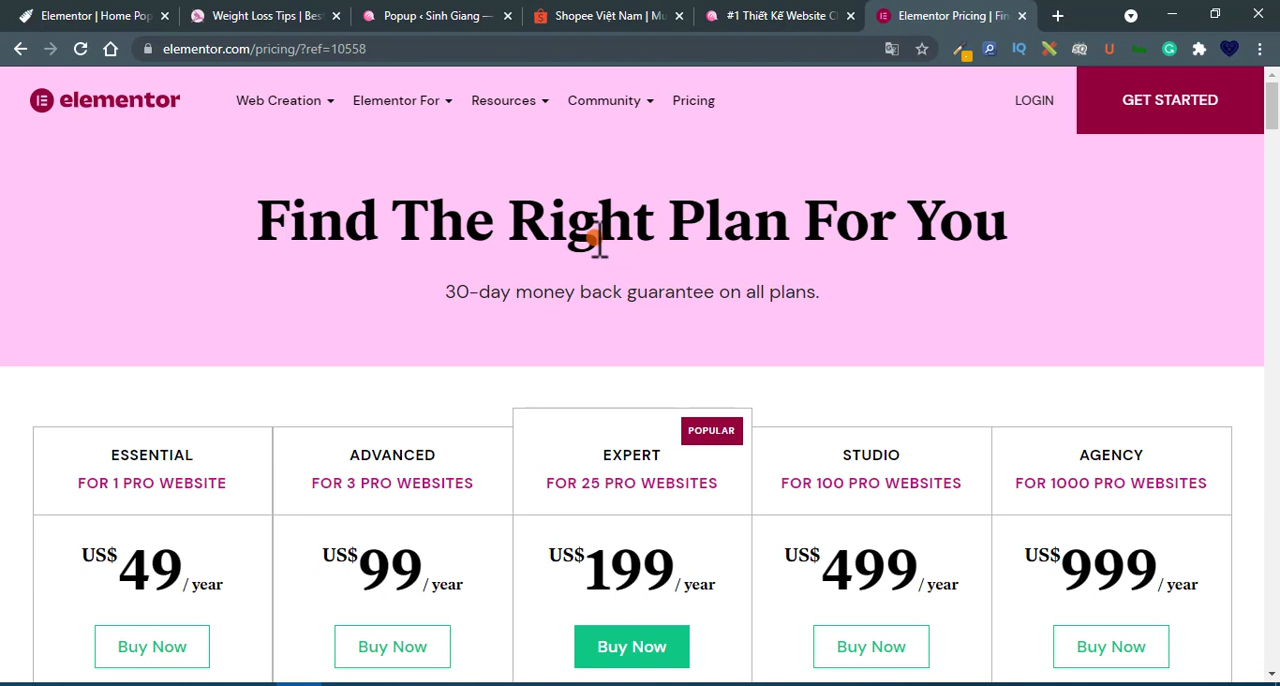 Elementor | Home Pop
Weight Loss Tips | Bes
Popup ‹ Sinh Giang —
Shopee Việt Nam | Mu
#1 Thiết Kế Website C
Elementor Pricing | Fin
elementor.com/pricing/?ref=10558
elementor
Web Creation
Elementor For
Resources
Community
Pricing
LOGIN
GET STARTED
Find The Right Plan For You
30-day money back guarantee on all plans.
POPULAR
ESSENTIAL
FOR 1 PRO WEBSITE
US$49/ year
Buy Now
ADVANCED
FOR 3 PRO WEBSITES
US$99/ year
Buy Now
EXPERT
FOR 25 PRO WEBSITES
US$199/ year
Buy Now
STUDIO
FOR 100 PRO WEBSITES
US$499/ year
Buy Now
AGENCY
FOR 1000 PRO WEBSITES
US$999/ year
Buy Now